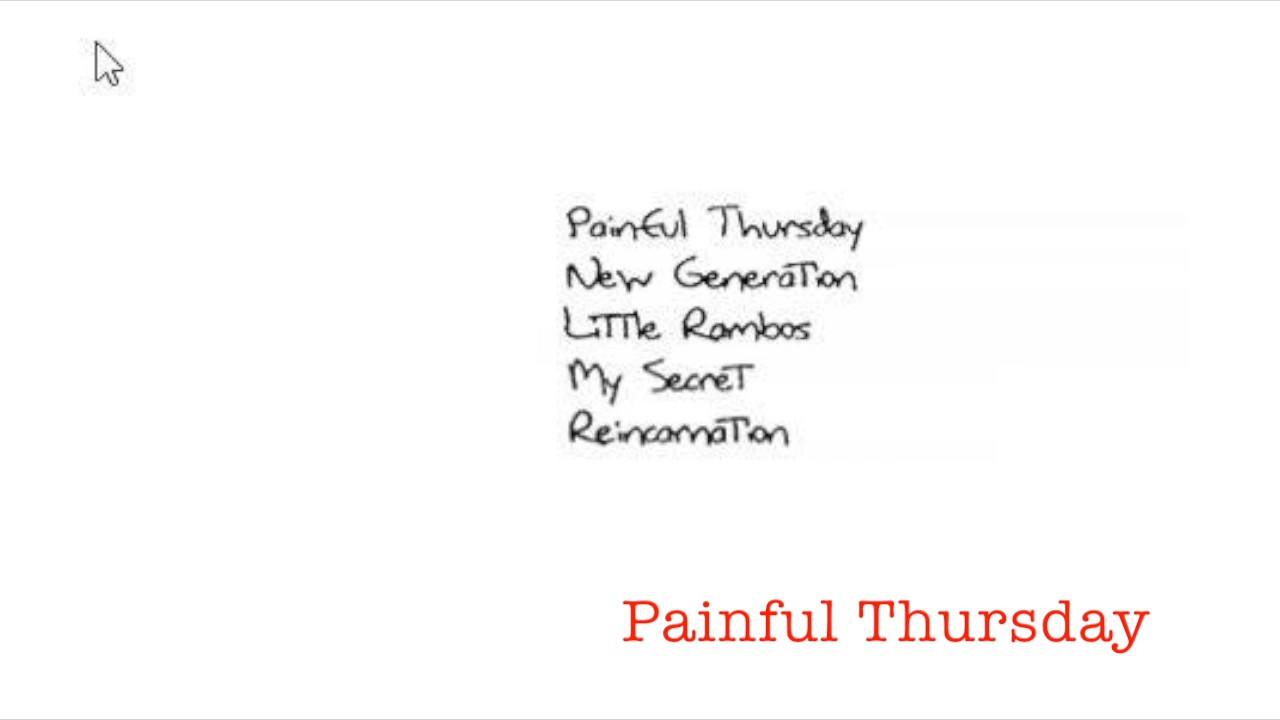 Painful Thursday
New Generation
Little Rambos
My Secret
Reincarnation
Painful Thursday